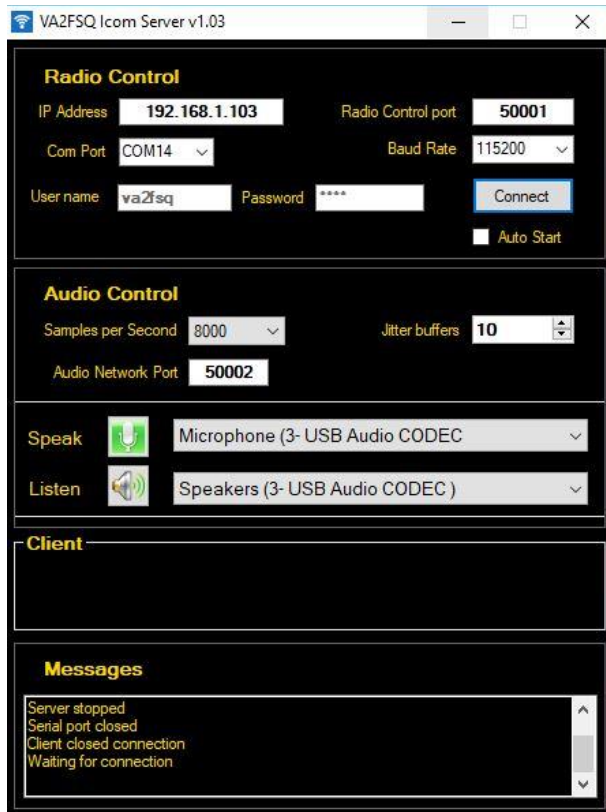 VA2FSQ Icom Server v1.03
Radio Control
IP Address 192.168.1.103 Radio Control port 50001
Com Port COM14 Baud Rate 115200
User name va2fsq Password **** Connect
Auto Start
Audio Control
Samples per Second 8000 Jitter buffers 10
Audio Network Port 50002
Speak Microphone (3- USB Audio CODEC
Listen Speakers (3- USB Audio CODEC )
Client
Messages
Server stopped
Serial port closed
Client closed connection
Waiting for connection